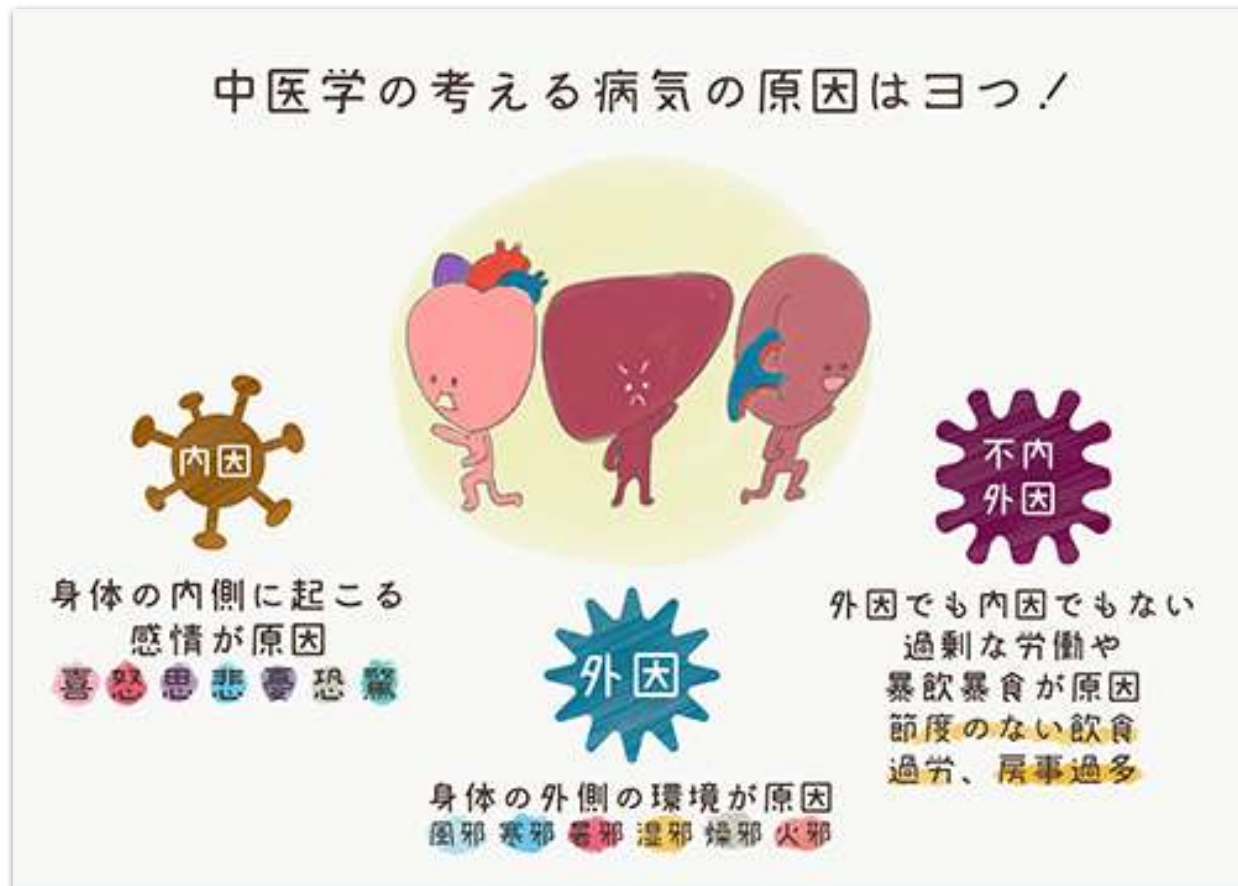 中医学の考える病気の原因はヨつ!
内因
身体の内側に起こる
感情が原因
喜怒思悲憂恐驚
外因
身体の外側の環境が原因
風邪 寒邪 暑邪 湿邪 燥邪 火邪
不内
外因
外因でも内因でもない
過剰な労働や
暴飲暴食が原因
節度のない飲食
過労、房事過多